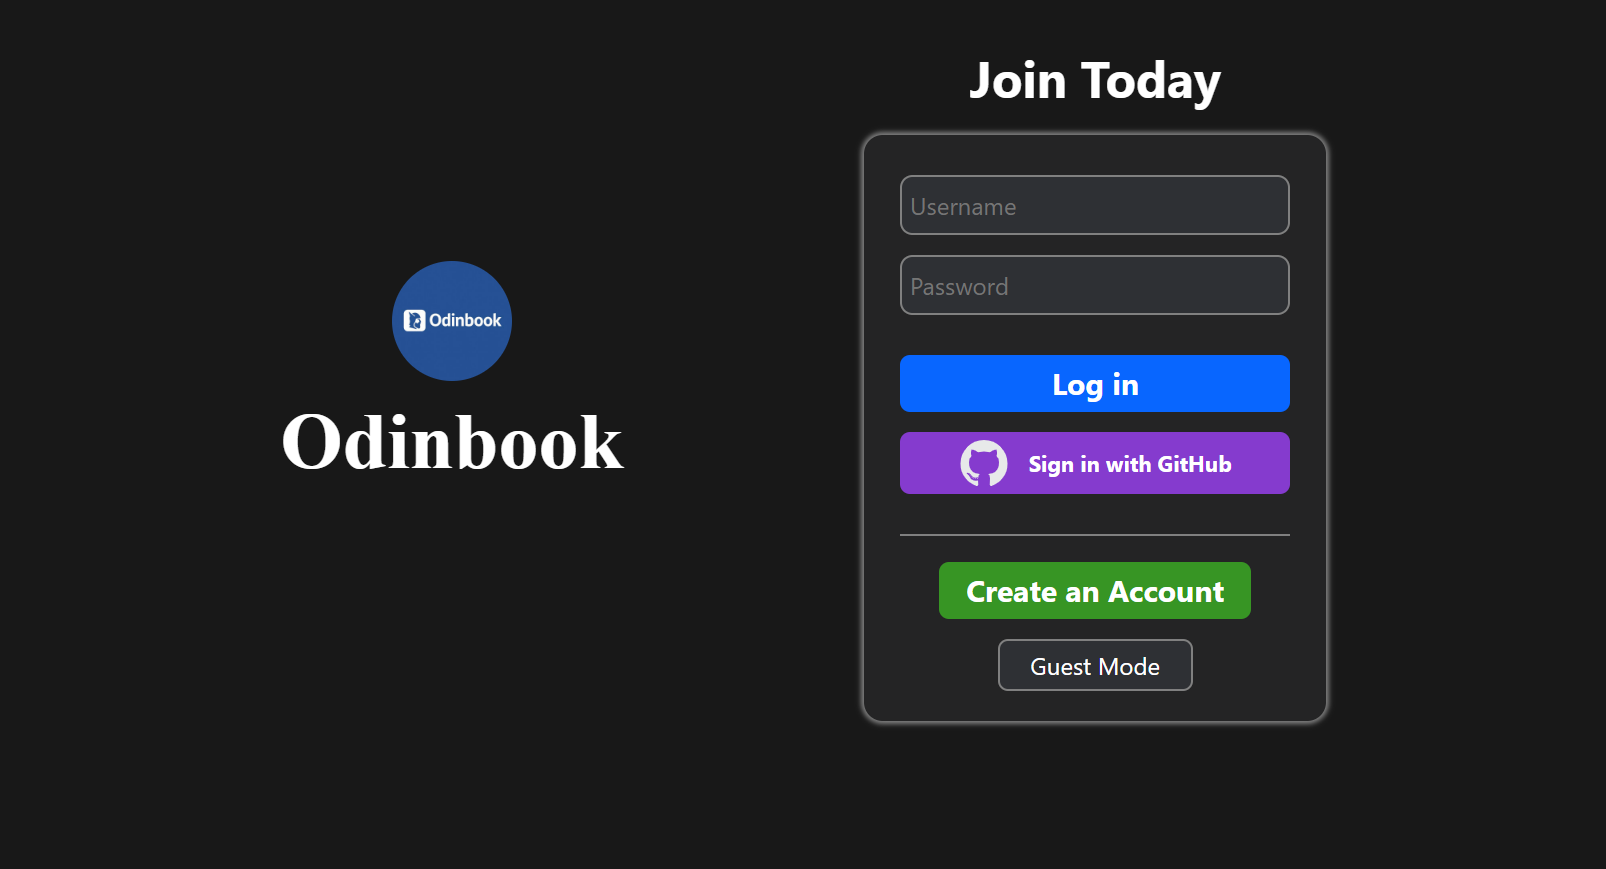 Odinbook
Odinbook
Join Today
Username
Password
Log in
Sign in with GitHub
Create an Account
Guest Mode